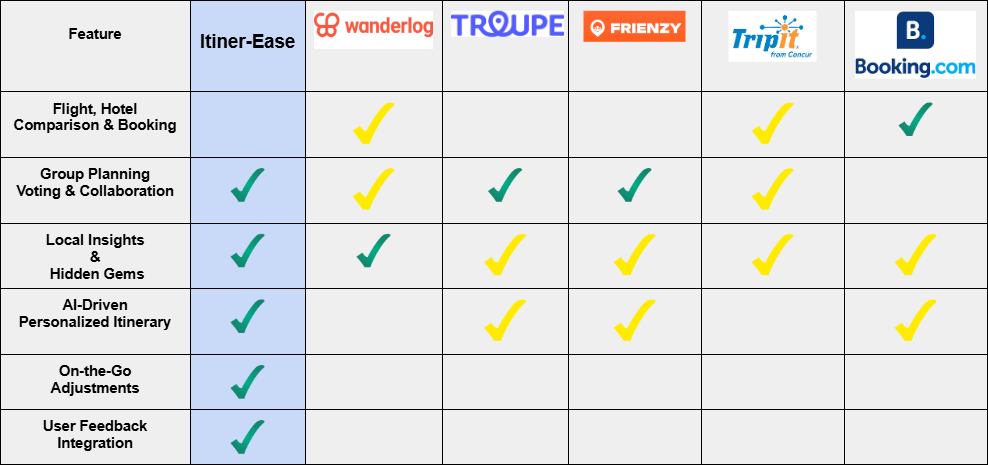 Feature
Itiner-Ease
wanderlog
TROUPE
FRIENZY
Tripit
from Concur
B.
Booking.com
Flight, Hotel
Comparison & Booking
Group Planning
Voting & Collaboration
Local Insights
&
Hidden Gems
AI-Driven
Personalized Itinerary
On-the-Go
Adjustments
User Feedback
Integration